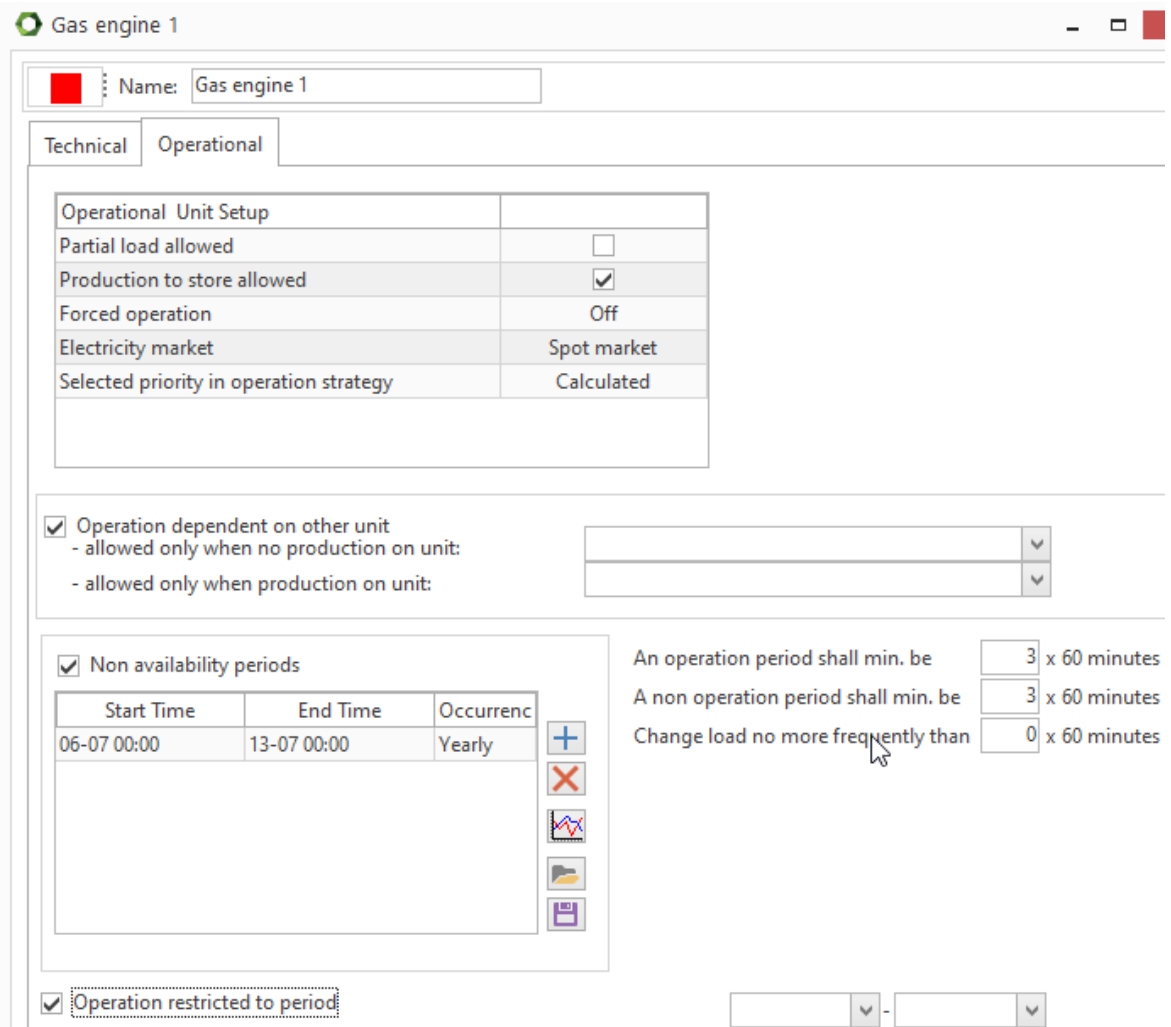 Gas engine 1
Name: Gas engine 1
Technical Operational
Operational Unit Setup
Partial load allowed
Production to store allowed
Forced operation Off
Electricity market Spot market
Selected priority in operation strategy Calculated
Operation dependent on other unit
- allowed only when no production on unit:
- allowed only when production on unit:
Non availability periods
Start Time End Time Occurrenc
06-07 00:00 13-07 00:00 Yearly
An operation period shall min. be 3 x 60 minutes
A non operation period shall min. be 3 x 60 minutes
Change load no more frequently than 0 x 60 minutes
Operation restricted to period -